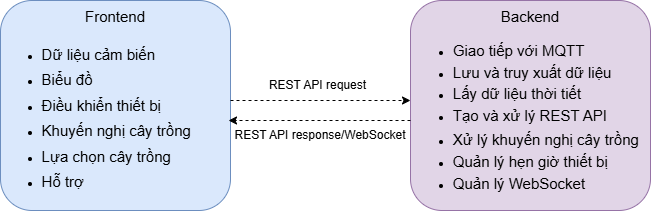 Frontend
• Dữ liệu cảm biến
• Biểu đồ
• Điều khiển thiết bị
• Khuyến nghị cây trồng
• Lựa chọn cây trồng
• Hỗ trợ
REST API request
REST API response/WebSocket
Backend
• Giao tiếp với MQTT
• Lưu và truy xuất dữ liệu
• Lấy dữ liệu thời tiết
• Tạo và xử lý REST API
• Xử lý khuyến nghị cây trồng
• Quản lý hẹn giờ thiết bị
• Quản lý WebSocket